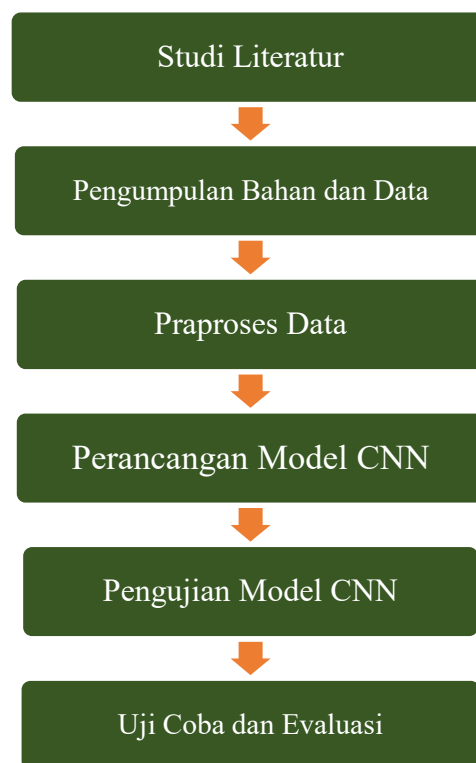 Studi Literatur
Pengumpulan Bahan dan Data
Praproses Data
Perancangan Model CNN
Pengujian Model CNN
Uji Coba dan Evaluasi